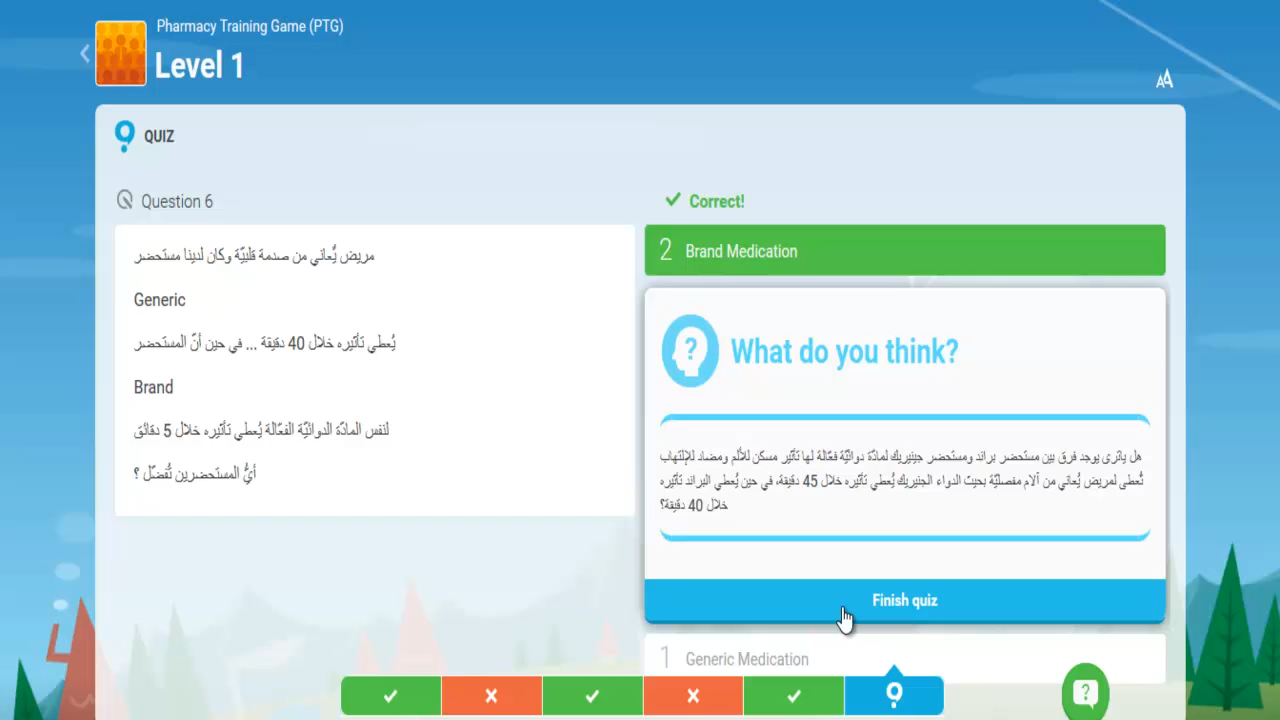 Pharmacy Training Game (PTG)
Level 1
AA
QUIZ
Question 6
مريض يُعاني من صدمة قلبيّة وكان لدينا مستحضر
Generic
يُعطي تأثيره خلال 40 دقيقة ... في حين أنّ المستحضر
Brand
لنفس المادّة الدوائيّة الفعّالة يُعطي تأثيره خلال 5 دقائق
أيُّ المستحضرين تُفضّل ؟
Correct!
2 Brand Medication
What do you think?
هل ياترى يوجد فرق بين مستحضر براند ومستحضر جينيريك لمادّة دوائيّة فعّالة لها تأثير مسكن للألم ومضاد للإلتهاب
تُعطى لمريض يُعاني من آلام مفصليّة بحيث الدواء الجنيريك يُعطي تأثيره خلال 45 دقيقة، في حين يُعطي البراند تأثيره
خلال 40 دقيقة؟
Finish quiz
1 Generic Medication